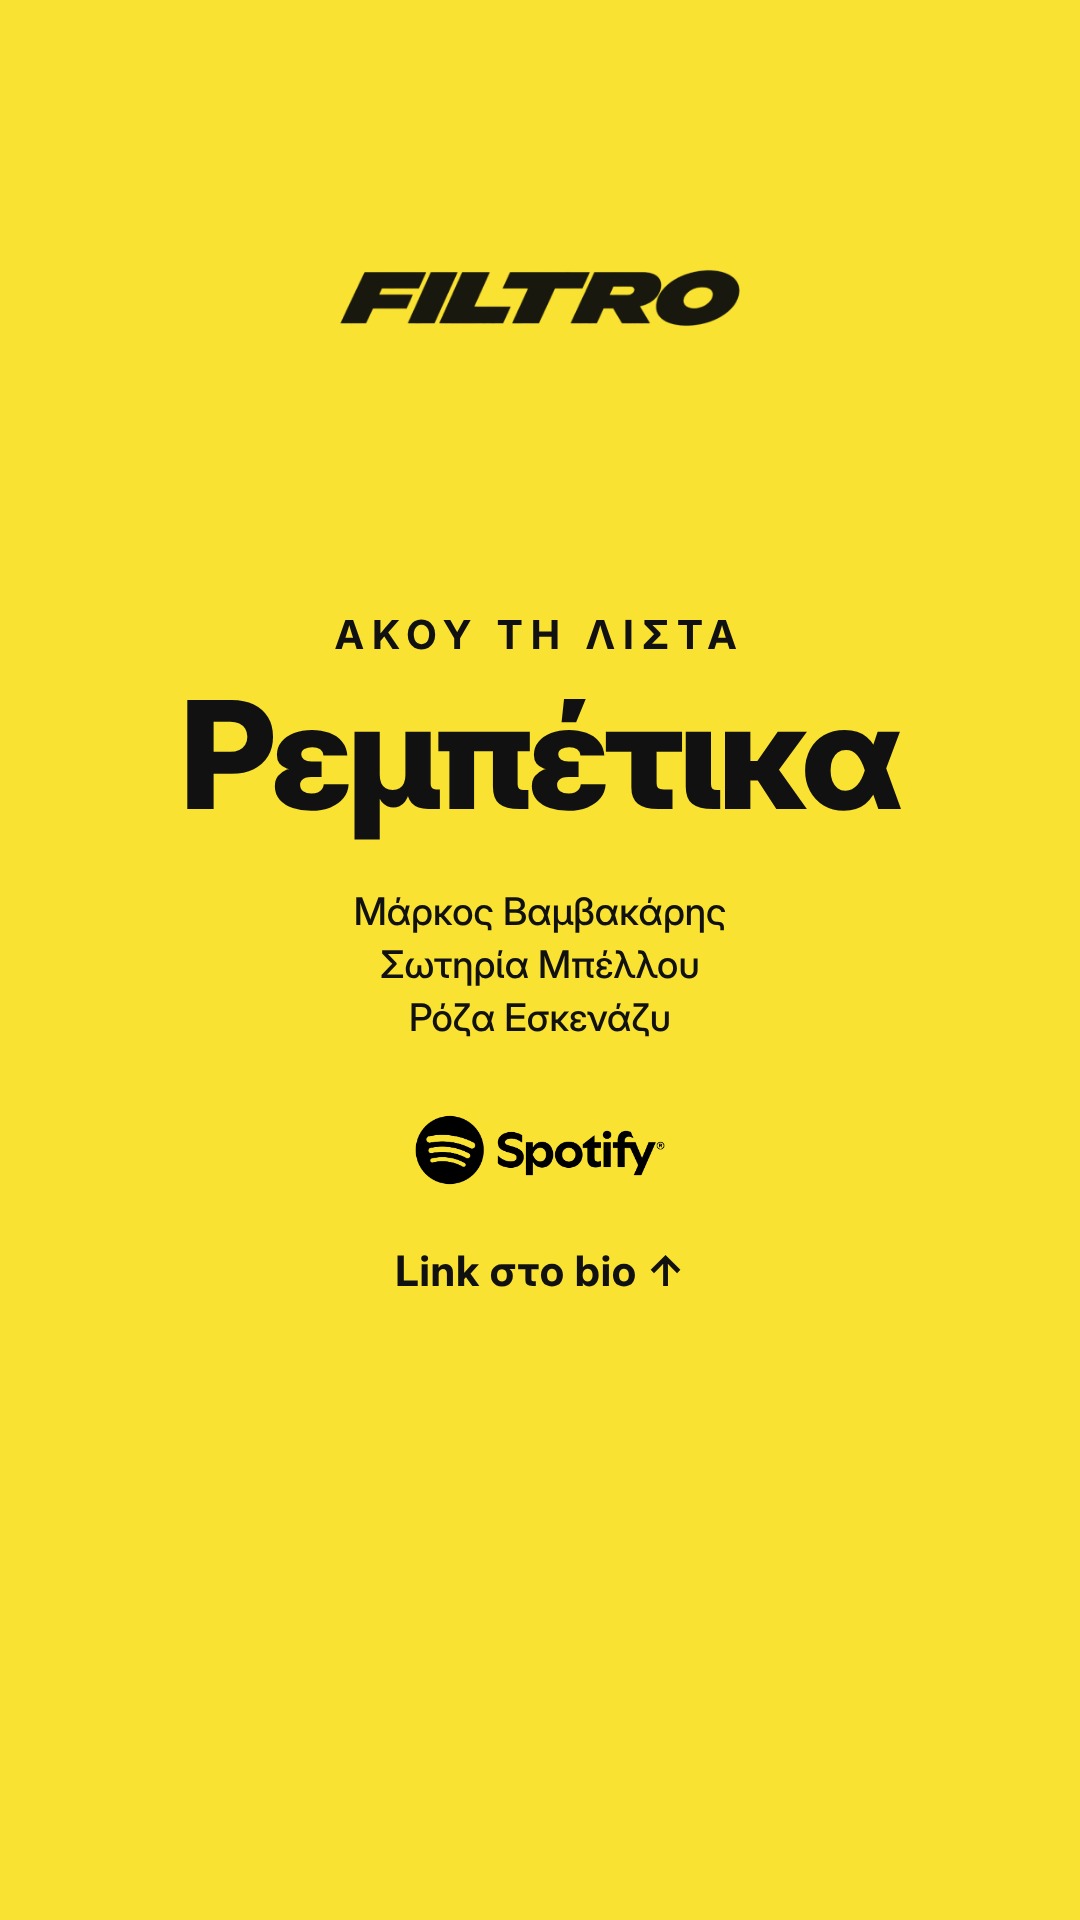 FILTRO
ΑΚΟΥ ΤΗ ΛΙΣΤΑ
Ρεμπέτικα
Μάρκος Βαμβακάρης
Σωτηρία Μπέλλου
Ρόζα Εσκενάζυ
Spotify®
Link στο bio ↑